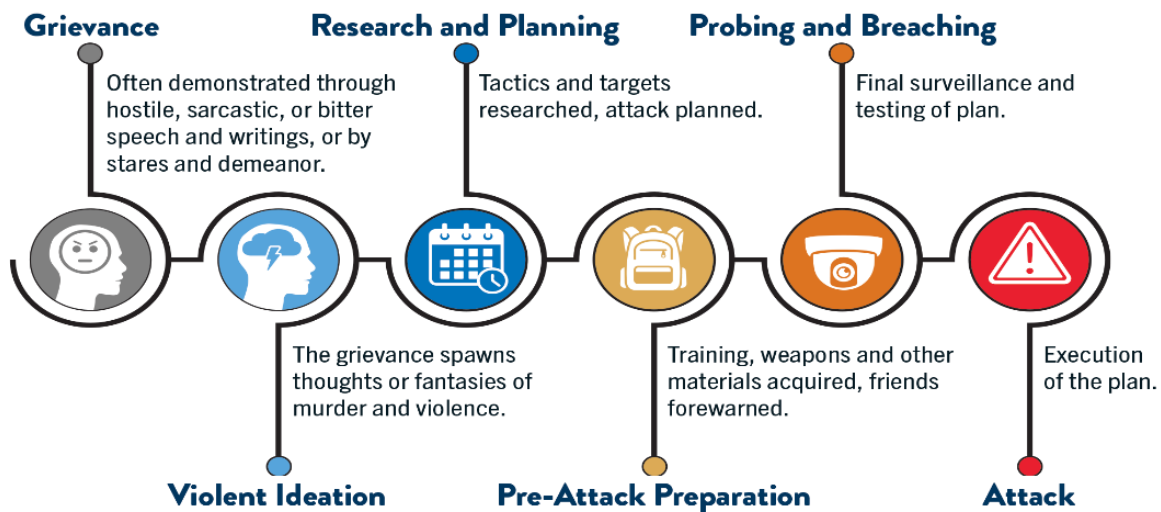 Grievance
Often demonstrated through
hostile, sarcastic, or bitter
speech and writings, or by
stares and demeanor.
The grievance spawns
thoughts or fantasies of
murder and violence.
Violent Ideation
Research and Planning
Tactics and targets
researched, attack planned.
Training, weapons and other
materials acquired, friends
forewarned.
Pre-Attack Preparation
Probing and Breaching
Final surveillance and
testing of plan.
Execution
of the plan.
Attack